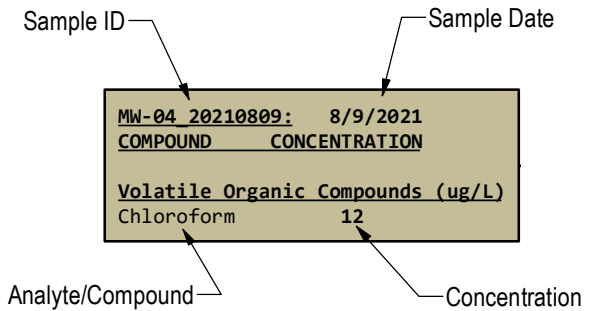 Sample ID
Sample Date
MW-04_20210809: 8/9/2021
COMPOUND CONCENTRATION
Volatile Organic Compounds (ug/L)
Chloroform 12
Analyte/Compound
Concentration